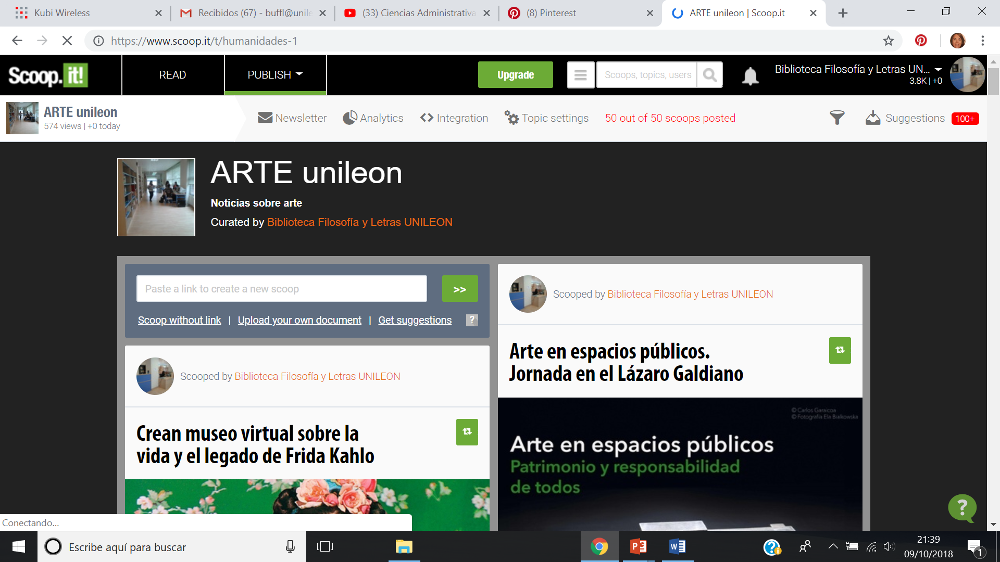 Kubi Wireless
Recibidos (67) - buffl@unile
(33) Ciencias Administrativa
(8) Pinterest
ARTE unileon | Scoop.it
https://www.scoop.it/t/humanidades-1
Scoop.it!
READ
PUBLISH
Upgrade
Scoops, topics, users
Biblioteca Filosofía y Letras UN...
3.8K | +0
ARTE unileon
574 views | +0 today
Newsletter
Analytics
Integration
Topic settings
50 out of 50 scoops posted
Suggestions
100+
ARTE unileon
Noticias sobre arte
Curated by Biblioteca Filosofía y Letras UNILEON
Paste a link to create a new scoop
>>
Scoop without link | Upload your own document | Get suggestions ?
Scooped by Biblioteca Filosofía y Letras UNILEON
Crean museo virtual sobre la
vida y el legado de Frida Kahlo
Scooped by Biblioteca Filosofía y Letras UNILEON
Arte en espacios públicos.
Jornada en el Lázaro Galdiano
© Carlos Garaicoa
© Fotografía Ela Bialkowska
Arte en espacios públicos
Patrimonio y responsabilidad
de todos
?
Conectando...
Escribe aquí para buscar
21:39
09/10/2018
1